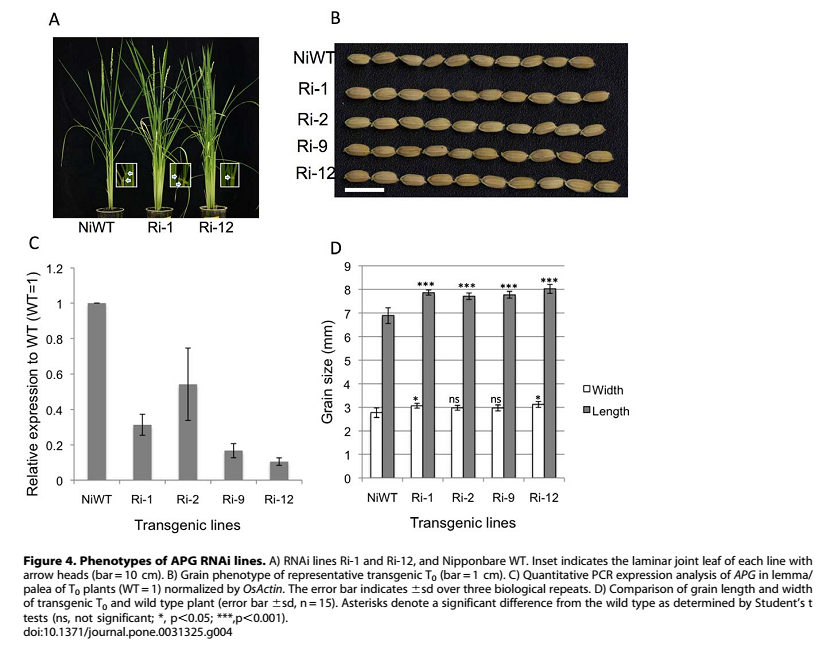 A
B
NiWT
Ri-1
Ri-2
Ri-9
Ri-12
NiWT Ri-1 Ri-12
C
Relative expression to WT (WT=1)
1.2
1
0.8
0.6
0.4
0.2
0
NiWT Ri-1 Ri-2 Ri-9 Ri-12
Transgenic lines
D
Grain size (mm)
9
8
7
6
5
4
3
2
1
0
*** *** *** ***
* ns ns *
NiWT Ri-1 Ri-2 Ri-9 Ri-12
Transgenic lines
Width
Length
Figure 4. Phenotypes of APG RNAi lines. A) RNAi lines Ri-1 and Ri-12, and Nipponbare WT. Inset indicates the laminar joint leaf of each line with
arrow heads (bar = 10 cm). B) Grain phenotype of representative transgenic T₀ (bar = 1 cm). C) Quantitative PCR expression analysis of APG in lemma/
palea of T₀ plants (WT = 1) normalized by OsActin. The error bar indicates ±sd over three biological repeats. D) Comparison of grain length and width
of transgenic T₀ and wild type plant (error bar ±sd, n = 15). Asterisks denote a significant difference from the wild type as determined by Student's t
tests (ns, not significant; *, p<0.05; ***,p<0.001).
doi:10.1371/journal.pone.0031325.g004